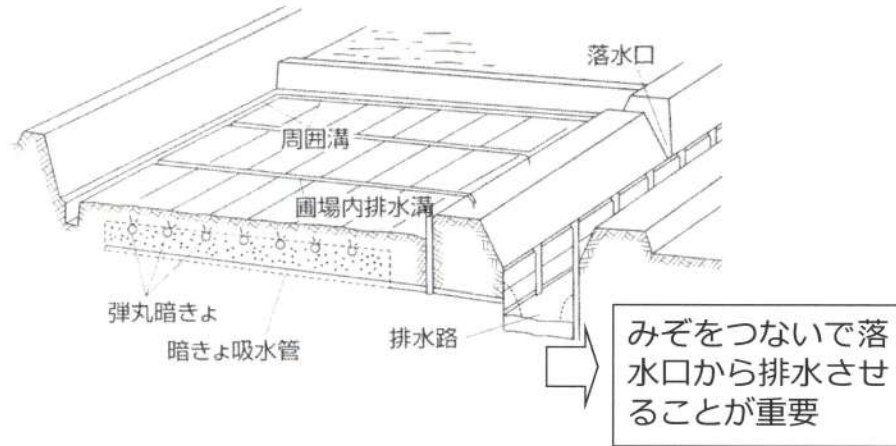 落水口
周囲溝
圃場内排水溝
弾丸暗きょ
暗きょ吸水管
排水路
みぞをつないで落
水口から排水させ
ることが重要